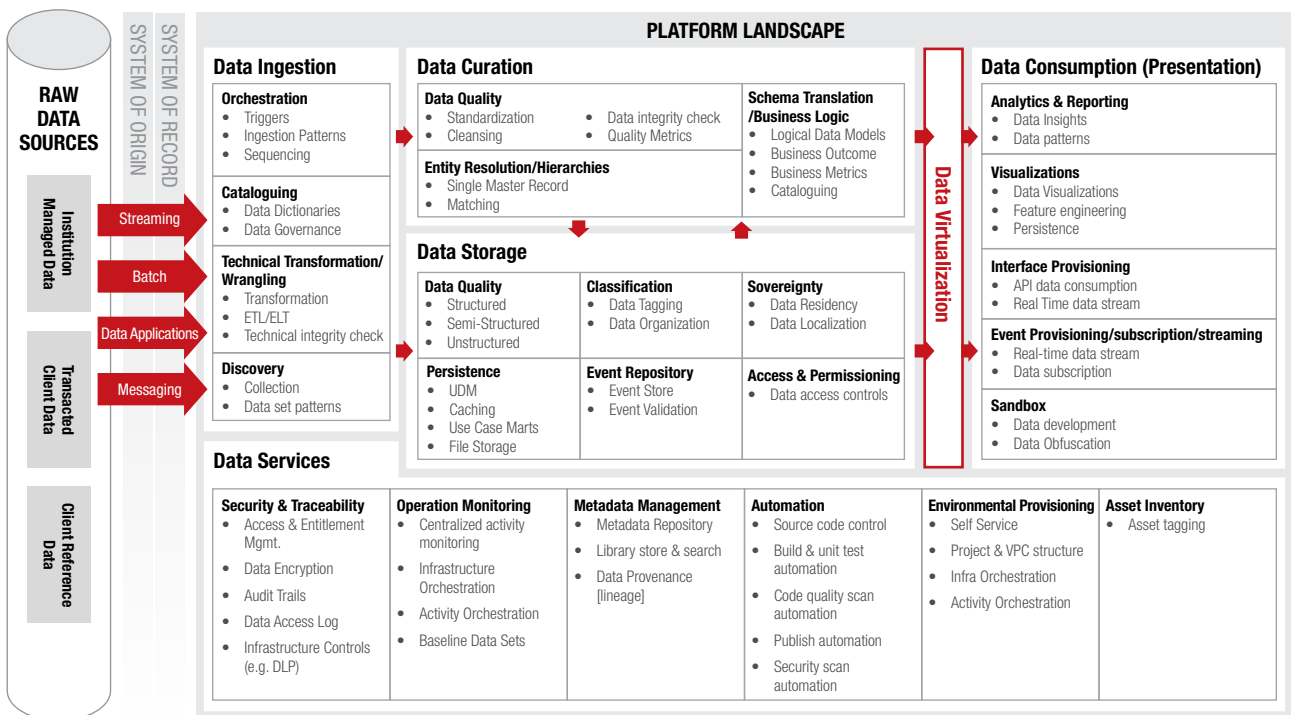 PLATFORM LANDSCAPE
RAW
DATA
SOURCES
Institution
Managed Data
Transacted
Client Data
Client Reference
Data
SYSTEM OF ORIGIN
SYSTEM OF RECORD
Streaming
Batch
Data Applications
Messaging
Data Ingestion
Orchestration
• Triggers
• Ingestion Patterns
• Sequencing
Cataloguing
• Data Dictionaries
• Data Governance
Technical Transformation/
Wrangling
• Transformation
• ETL/ELT
• Technical integrity check
Discovery
• Collection
• Data set patterns
Data Curation
Data Quality
• Standardization
• Cleansing
• Data integrity check
• Quality Metrics
Entity Resolution/Hierarchies
• Single Master Record
• Matching
Schema Translation
/Business Logic
• Logical Data Models
• Business Outcome
• Business Metrics
• Cataloguing
Data Storage
Data Quality
• Structured
• Semi-Structured
• Unstructured
Classification
• Data Tagging
• Data Organization
Sovereignty
• Data Residency
• Data Localization
Persistence
• UDM
• Caching
• Use Case Marts
• File Storage
Event Repository
• Event Store
• Event Validation
Access & Permissioning
• Data access controls
Data Virtualization
Data Consumption (Presentation)
Analytics & Reporting
• Data Insights
• Data patterns
Visualizations
• Data Visualizations
• Feature engineering
• Persistence
Interface Provisioning
• API data consumption
• Real Time data stream
Event Provisioning/subscription/streaming
• Real-time data stream
• Data subscription
Sandbox
• Data development
• Data Obfuscation
Data Services
Security & Traceability
• Access & Entitlement
Mgmt.
• Data Encryption
• Audit Trails
• Data Access Log
• Infrastructure Controls
(e.g. DLP)
Operation Monitoring
• Centralized activity
monitoring
• Infrastructure
Orchestration
• Activity Orchestration
• Baseline Data Sets
Metadata Management
• Metadata Repository
• Library store & search
• Data Provenance
[lineage]
Automation
• Source code control
• Build & unit test
automation
• Code quality scan
automation
• Publish automation
• Security scan
automation
Environmental Provisioning
• Self Service
• Project & VPC structure
• Infra Orchestration
• Activity Orchestration
Asset Inventory
• Asset tagging